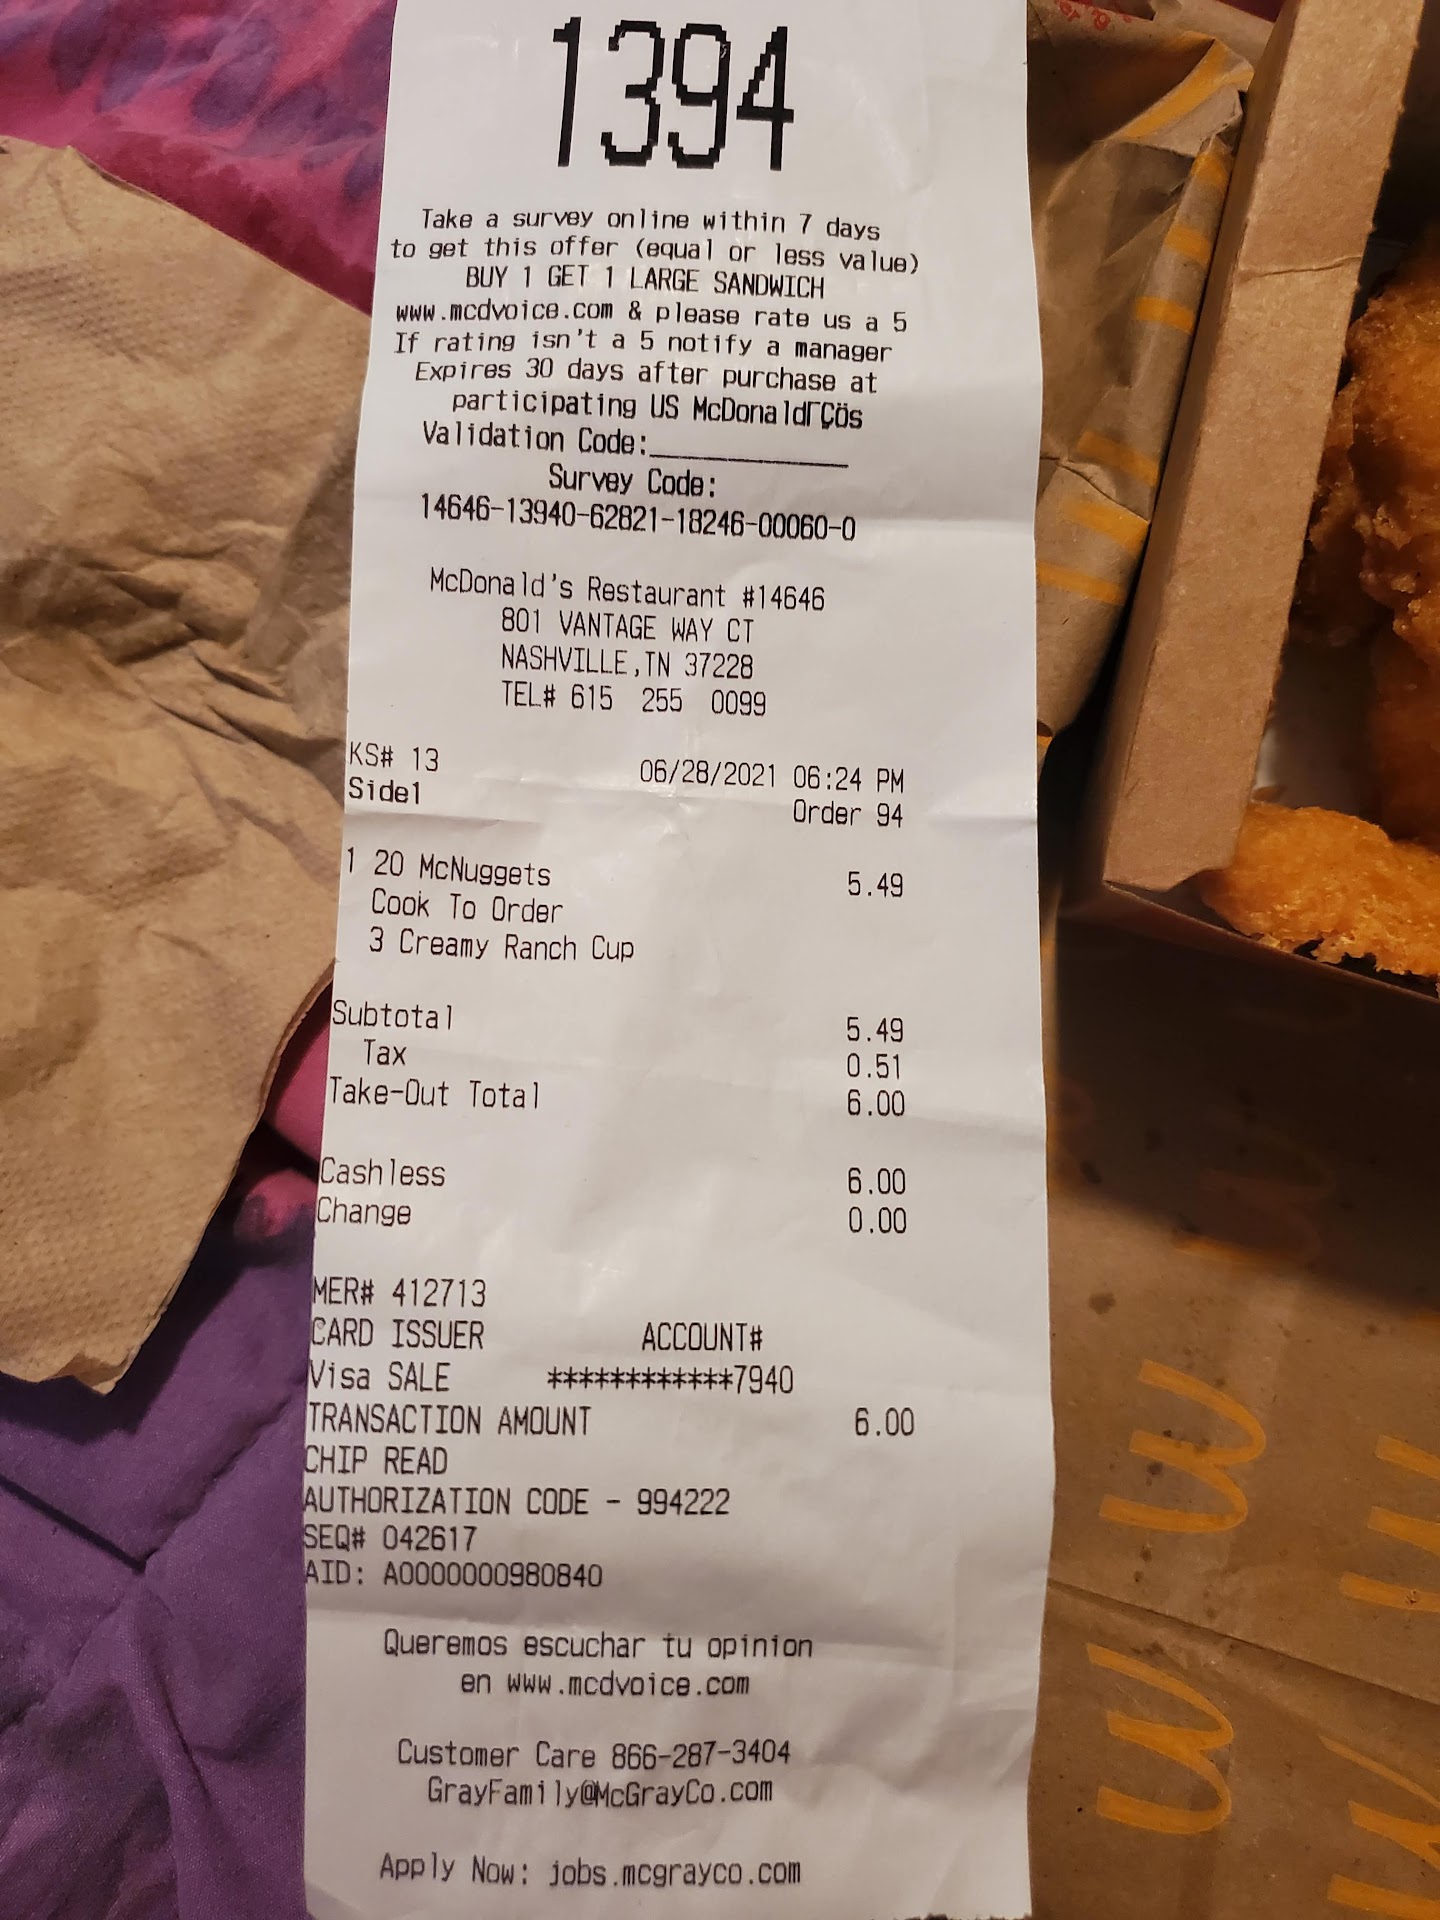 1394
Take a survey online within 7 days
to get this offer (equal or less value)
BUY 1 GET 1 LARGE SANDWICH
www.mcdvoice.com & please rate us a 5
If rating isn't a 5 notify a manager
Expires 30 days after purchase at
participating US McDonaldΓÇÖs
Validation Code:______________
Survey Code:
14646-13940-62821-18246-00060-0
McDonald's Restaurant #14646
801 VANTAGE WAY CT
NASHVILLE,TN 37228
TEL# 615 255 0099
KS# 13 06/28/2021 06:24 PM
Side1 Order 94
1 20 McNuggets 5.49
Cook To Order
3 Creamy Ranch Cup
Subtotal 5.49
Tax 0.51
Take-Out Total 6.00
Cashless 6.00
Change 0.00
MER# 412713
CARD ISSUER ACCOUNT#
Visa SALE ************7940
TRANSACTION AMOUNT 6.00
CHIP READ
AUTHORIZATION CODE - 994222
SEQ# 042617
AID: A0000000980840
Queremos escuchar tu opinion
en www.mcdvoice.com
Customer Care 866-287-3404
GrayFamily@McGrayCo.com
Apply Now: jobs.mcgrayco.com